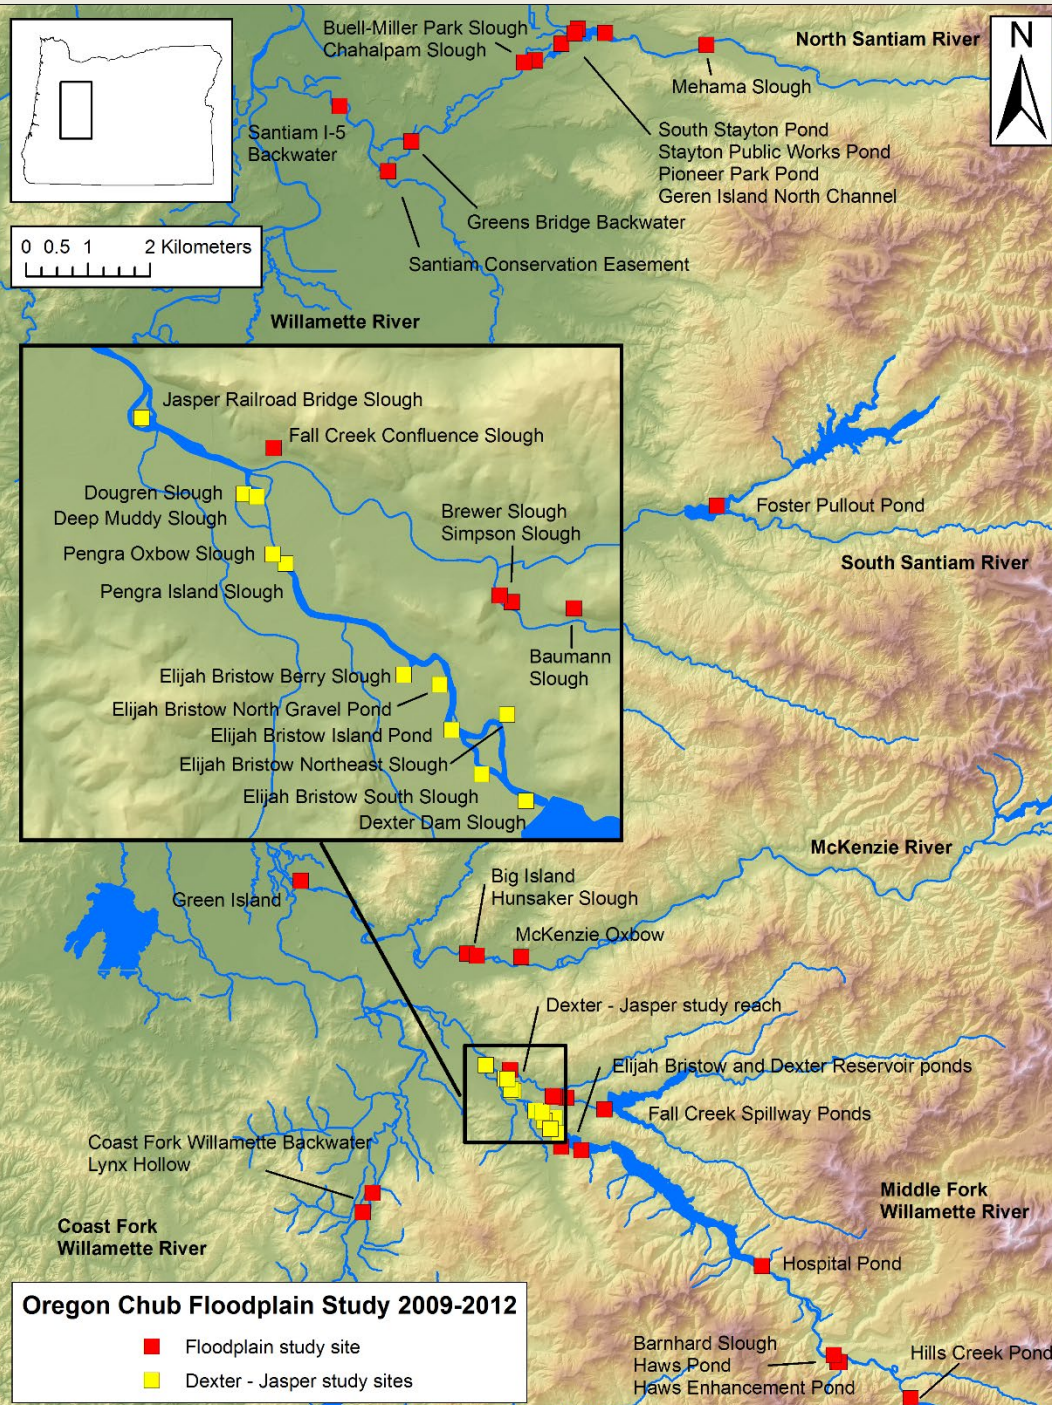 Buell-Miller Park Slough
Chahalpam Slough
North Santiam River
N
Mehama Slough
Santiam I-5
Backwater
South Stayton Pond
Stayton Public Works Pond
Pioneer Park Pond
Geren Island North Channel
Greens Bridge Backwater
0 0.5 1 2 Kilometers
Santiam Conservation Easement
Willamette River
Jasper Railroad Bridge Slough
Fall Creek Confluence Slough
Dougren Slough
Deep Muddy Slough
Brewer Slough
Simpson Slough
Foster Pullout Pond
Pengra Oxbow Slough
Pengra Island Slough
South Santiam River
Baumann
Slough
Elijah Bristow Berry Slough
Elijah Bristow North Gravel Pond
Elijah Bristow Island Pond
Elijah Bristow Northeast Slough
Elijah Bristow South Slough
Dexter Dam Slough
McKenzie River
Green Island
Big Island
Hunsaker Slough
McKenzie Oxbow
Dexter - Jasper study reach
Elijah Bristow and Dexter Reservoir ponds
Fall Creek Spillway Ponds
Coast Fork Willamette Backwater
Lynx Hollow
Middle Fork
Willamette River
Coast Fork
Willamette River
Hospital Pond
Oregon Chub Floodplain Study 2009-2012
Floodplain study site
Dexter - Jasper study sites
Barnhard Slough
Haws Pond
Haws Enhancement Pond
Hills Creek Pond